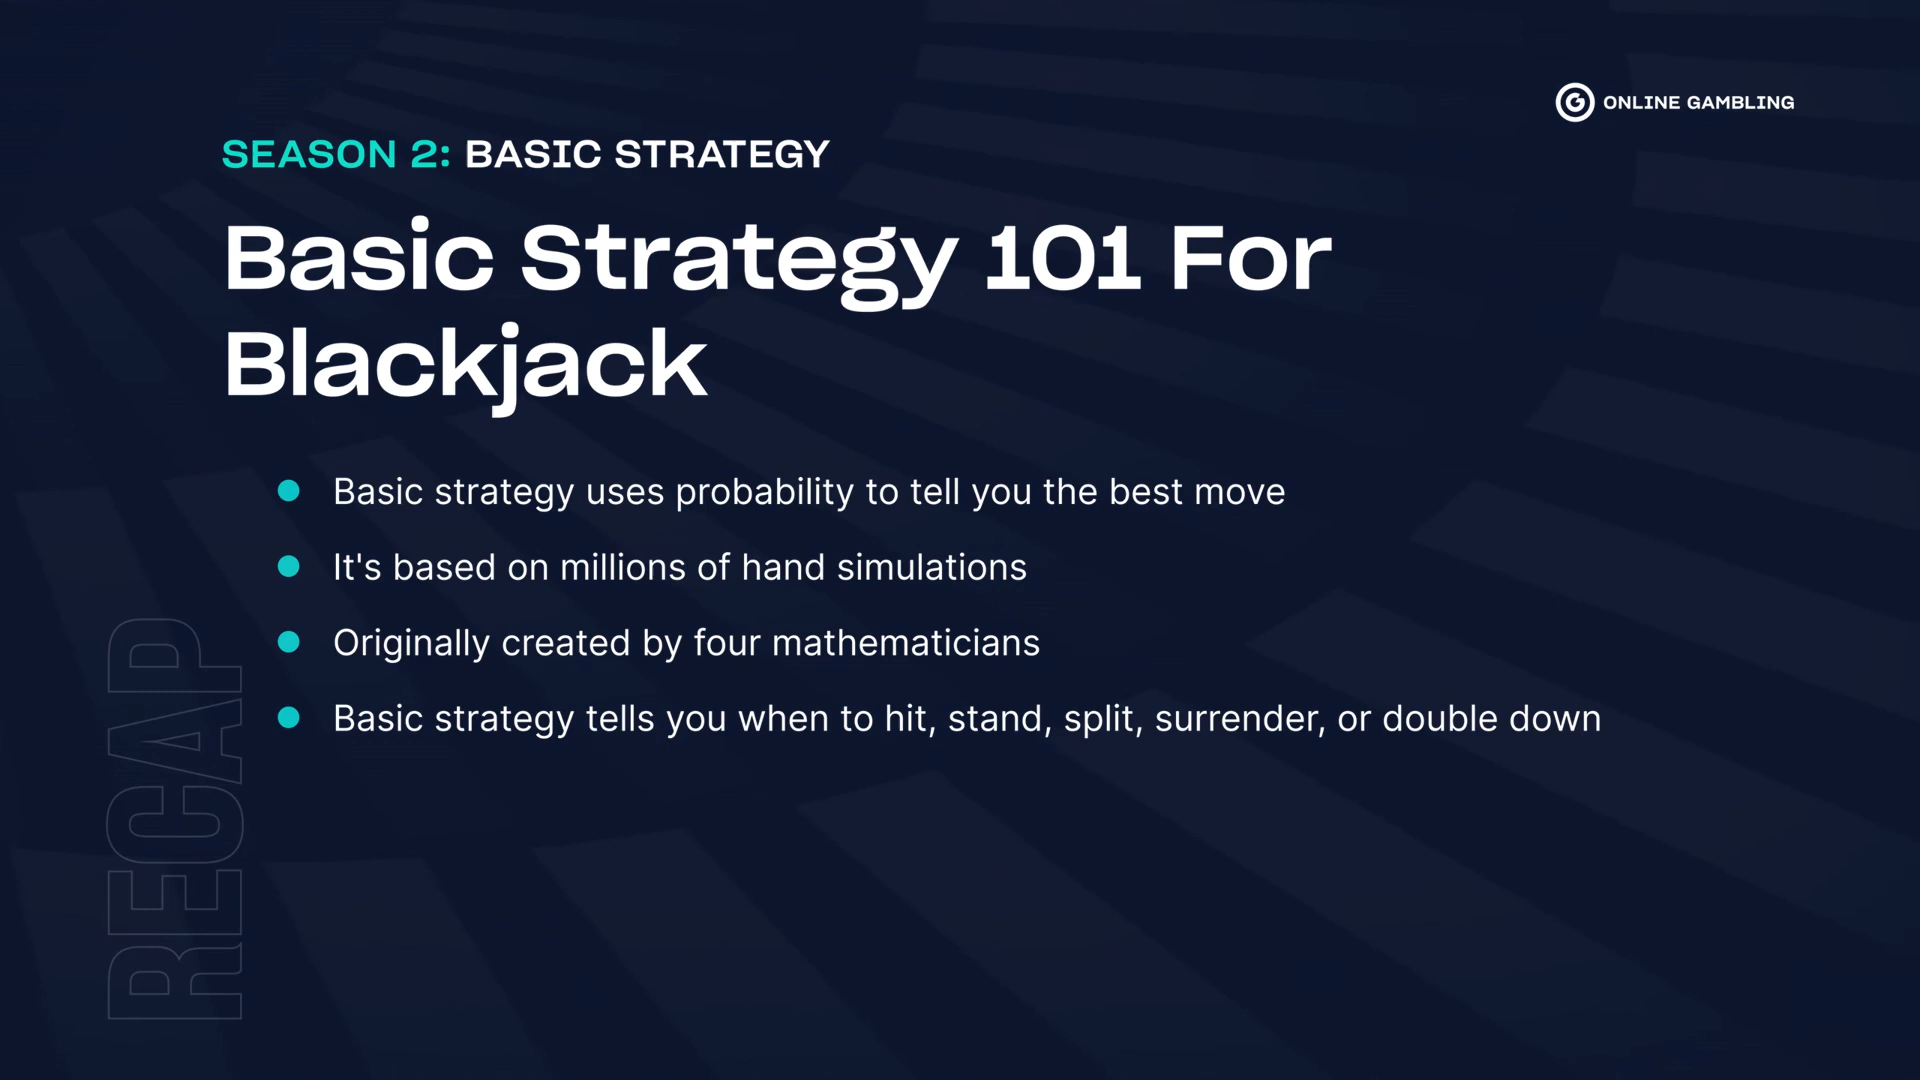 ONLINE GAMBLING
SEASON 2: BASIC STRATEGY
Basic Strategy 101 For
Blackjack
Basic strategy uses probability to tell you the best move
It's based on millions of hand simulations
Originally created by four mathematicians
Basic strategy tells you when to hit, stand, split, surrender, or double down
RECAP